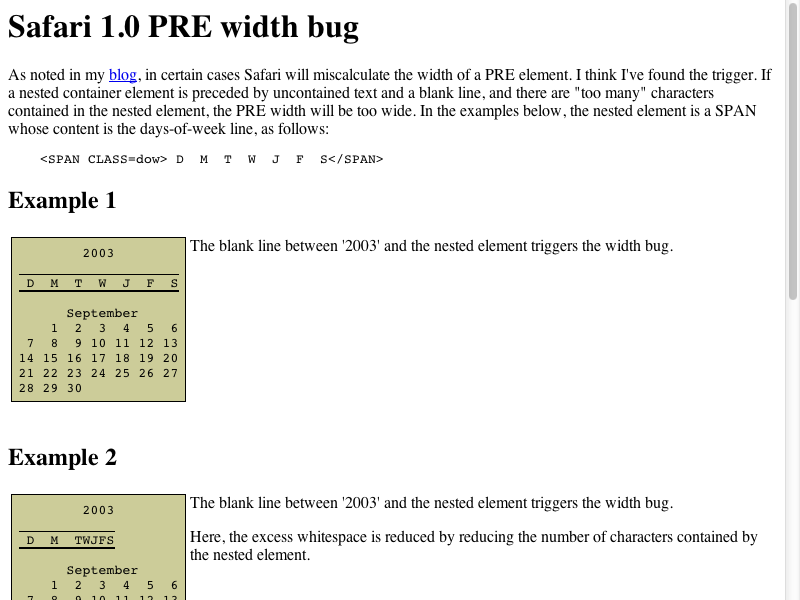 Safari 1.0 PRE width bug
As noted in my blog, in certain cases Safari will miscalculate the width of a PRE element. I think I've found the trigger. If
a nested container element is preceded by uncontained text and a blank line, and there are "too many" characters
contained in the nested element, the PRE width will be too wide. In the examples below, the nested element is a SPAN
whose content is the days-of-week line, as follows:
<SPAN CLASS=dow> D  M  T  W  J  F  S</SPAN>
Example 1
2003
D  M  T  W  J  F  S
September
1  2  3  4  5  6
7  8  9 10 11 12 13
14 15 16 17 18 19 20
21 22 23 24 25 26 27
28 29 30
The blank line between '2003' and the nested element triggers the width bug.
Example 2
2003
D  M  TWJFS
September
1  2  3  4  5  6
7  8  9 10 11 12 13
The blank line between '2003' and the nested element triggers the width bug.
Here, the excess whitespace is reduced by reducing the number of characters contained by
the nested element.